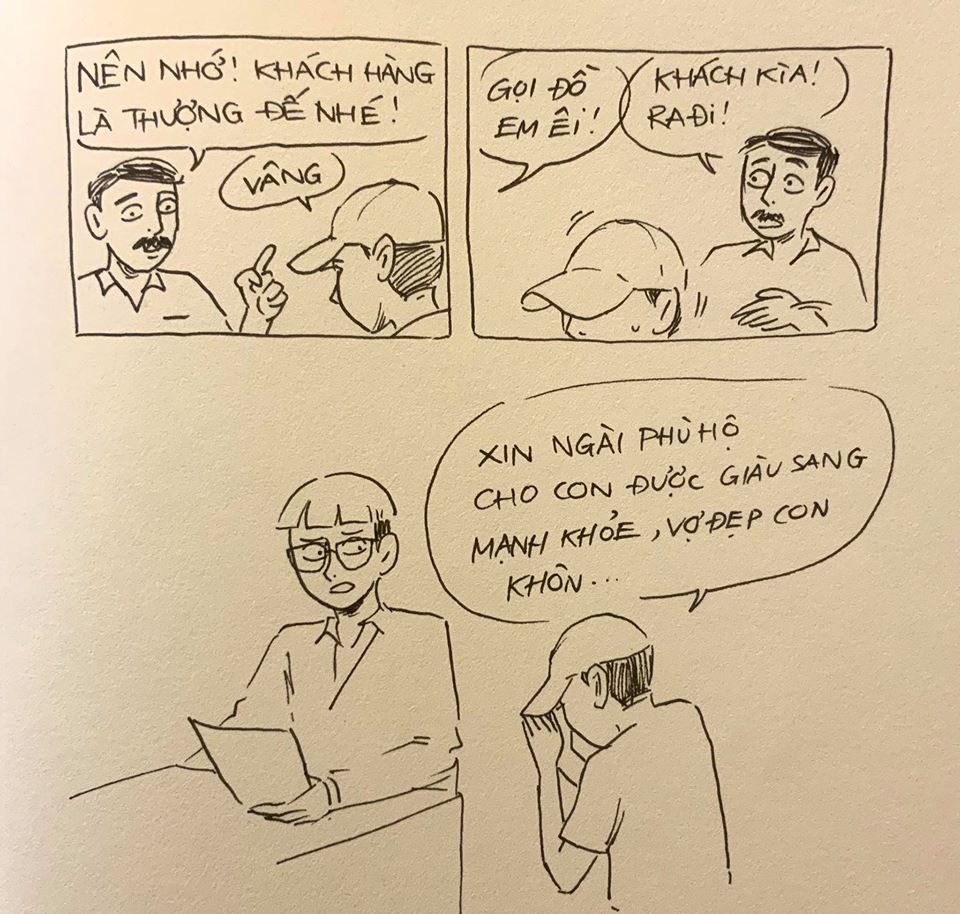 NÊN NHỚ! KHÁCH HÀNG
LÀ THƯỢNG ĐẾ NHÉ!
VÂNG
GỌI ĐỒ
EM ÊI!
KHÁCH KÌA!
RA ĐI!
XIN NGÀI PHÙ HỘ
CHO CON ĐƯỢC GIÀU SANG
MẠNH KHỎE, VỢ ĐẸP CON
KHÔN...